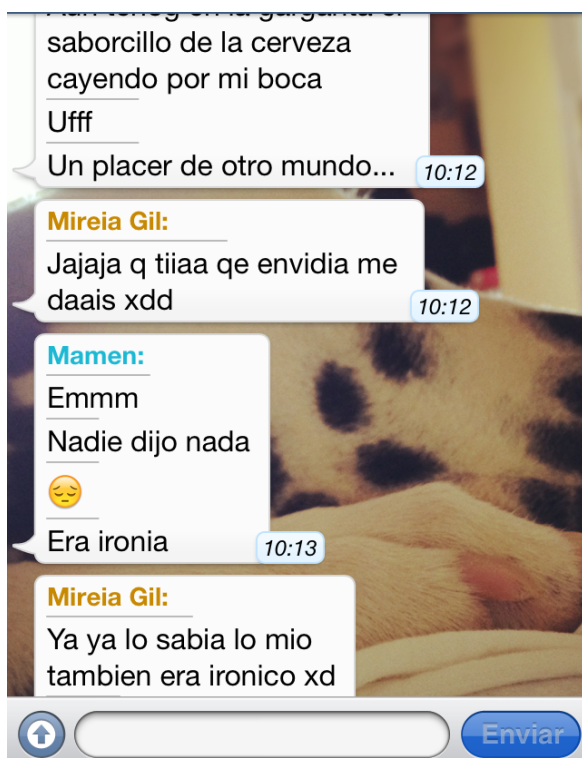 saborcillo de la cerveza
cayendo por mi boca
Ufff
Un placer de otro mundo... 10:12
Mireia Gil:
Jajaja q tiiaa qe envidia me
daais xdd 10:12
Mamen:
Emmm
Nadie dijo nada
😔
Era ironia 10:13
Mireia Gil:
Ya ya lo sabia lo mio
tambien era ironico xd
Enviar